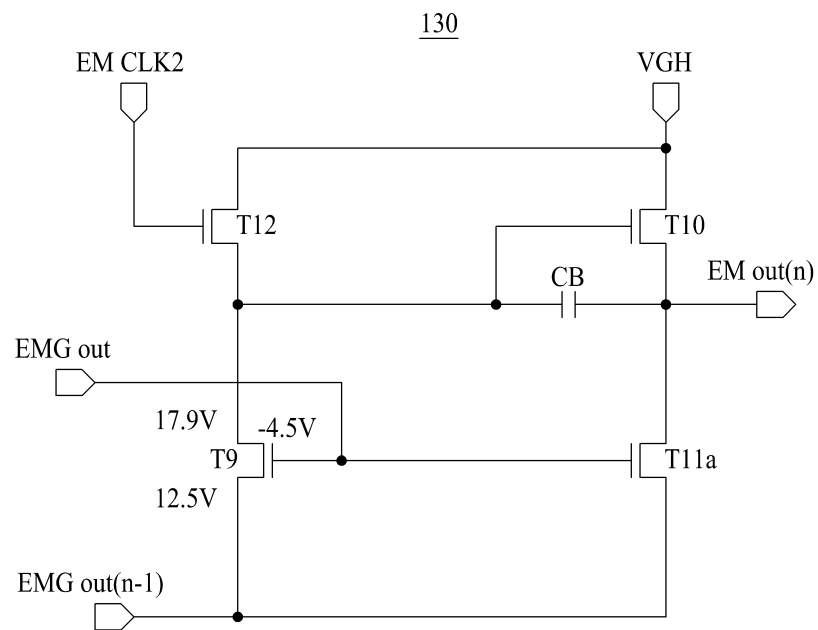 130
EM CLK2
VGH
T12
T10
EM out(n)
CB
EMG out
17.9V
-4.5V
T9
T11a
12.5V
EMG out(n-1)